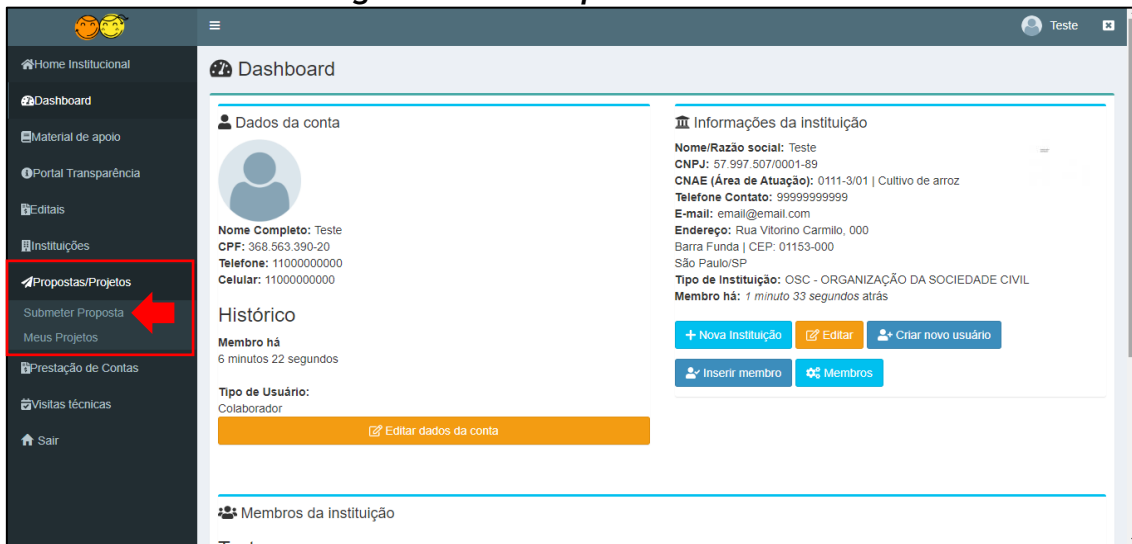 Teste
Home Institucional
Dashboard
Material de apoio
Portal Transparência
Editais
Instituições
Propostas/Projetos
Submeter Proposta
Meus Projetos
Prestação de Contas
Visitas técnicas
Sair
Dashboard
Dados da conta
Nome Completo: Teste
CPF: 368.563.390-20
Telefone: 11000000000
Celular: 11000000000
Histórico
Membro há
6 minutos 22 segundos
Tipo de Usuário:
Colaborador
Editar dados da conta
Informações da instituição
Nome/Razão social: Teste
CNPJ: 57.997.507/0001-89
CNAE (Área de Atuação): 0111-3/01 | Cultivo de arroz
Telefone Contato: 99999999999
E-mail: email@email.com
Endereço: Rua Vitorino Carmilo, 000
Barra Funda | CEP: 01153-000
São Paulo/SP
Tipo de Instituição: OSC - ORGANIZAÇÃO DA SOCIEDADE CIVIL
Membro há: 1 minuto 33 segundos atrás
+ Nova Instituição
Editar
Criar novo usuário
Inserir membro
Membros
Membros da instituição